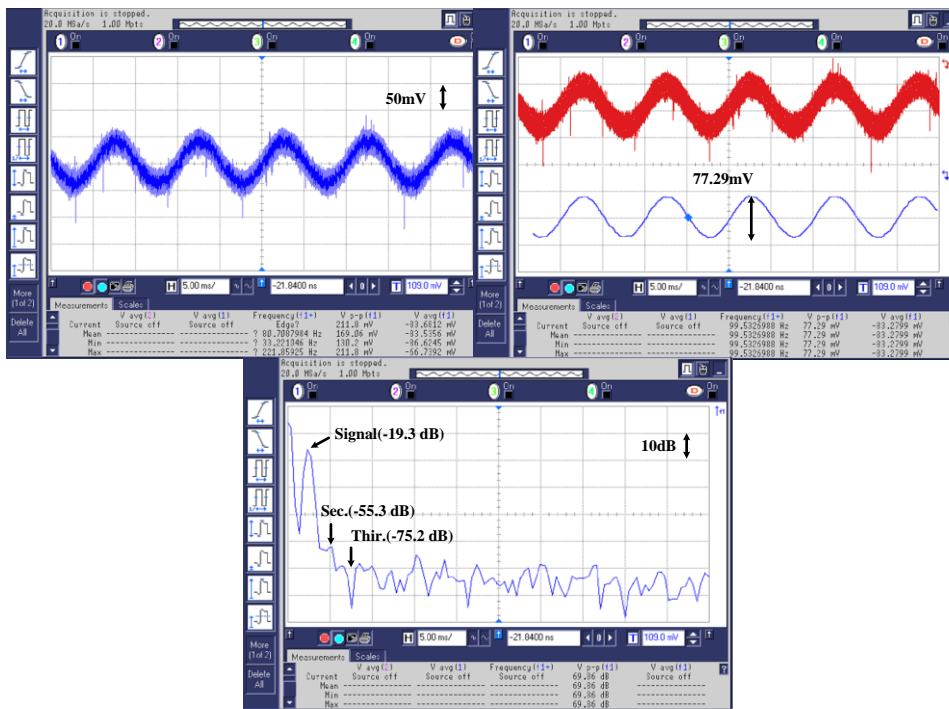 Acquisition is stopped.
20.0 MSa/s 1.00 Mpts
1 On 2 On 3 On 4 On
50mV
More
(1of 2)
Delete
All
H 5.00 ms/ -21.8400 ns 0 T 109.0 mV
Measurements Scales
V avg(2) V avg(1) Frequency(f1+) V p-p(f1) V avg(f1)
Current Source off Source off Edge? 211.8 mV -83.6812 mV
Mean ? 80.7087984 Hz 169.06 mV -83.5356 mV
Min ? 33.221046 Hz 138.2 mV -86.6245 mV
Max ? 221.85925 Hz 211.8 mV -66.7392 mV
Acquisition is stopped.
20.0 MSa/s 1.00 Mpts
1 On 2 On 3 On 4 On
77.29mV
More
(1of 2)
Delete
All
H 5.00 ms/ -21.8400 ns 0 T 109.0 mV
Measurements Scales
V avg(2) V avg(1) Frequency(f1+) V p-p(f1) V avg(f1)
Current Source off Source off 99.5326988 Hz 77.29 mV -83.2799 mV
Mean 99.5326988 Hz 77.29 mV -83.2799 mV
Min 99.5326988 Hz 77.29 mV -83.2799 mV
Max 99.5326988 Hz 77.29 mV -83.2799 mV
Acquisition is stopped.
20.0 MSa/s 1.00 Mpts
1 On 2 On 3 On 4 On
Signal(-19.3 dB)
10dB
Sec.(-55.3 dB)
Thir.(-75.2 dB)
More
(1of 2)
Delete
All
H 5.00 ms/ -21.8400 ns 0 T 109.0 mV
Measurements Scales
V avg(2) V avg(1) Frequency(f1+) V p-p(f1) V avg(f1)
Current Source off Source off Source off 69.86 dB Source off
Mean 69.86 dB
Min 69.86 dB
Max 69.86 dB